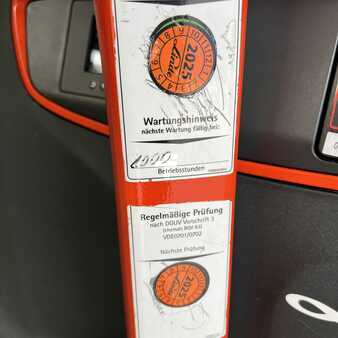 2025
Linde
Wartungshinweis
nächste Wartung fällig bei:
Betriebsstunden
Regelmäßige Prüfung
nach DGUV Vorschrift 3
VDE0701/0702
Nächste Prüfung
2025
Linde